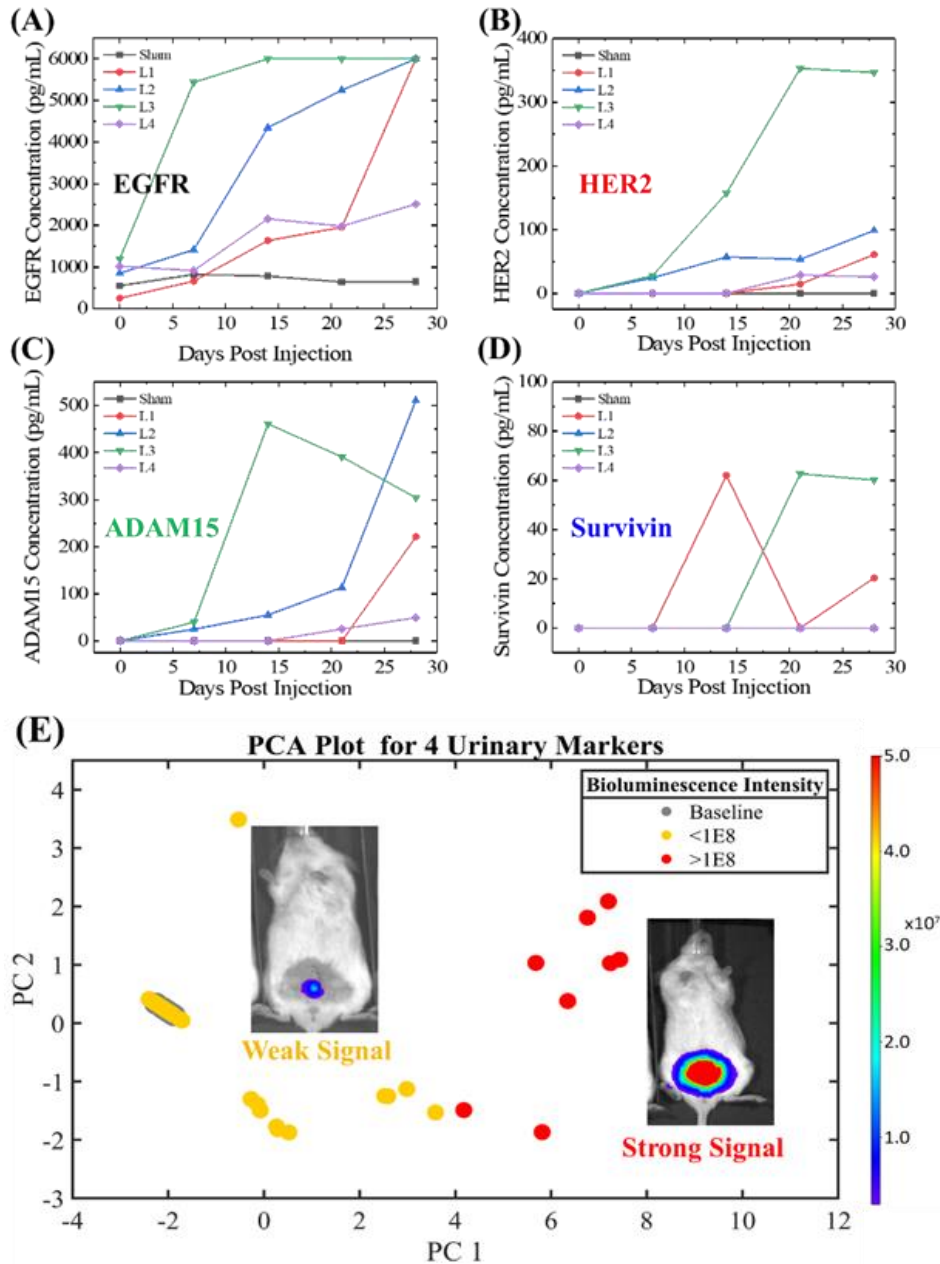 (A)
EGFR Concentration (pg/mL)
6000
5000
4000
3000
2000
1000
0
Sham
L1
L2
L3
L4
EGFR
0 5 10 15 20 25 30
Days Post Injection
(B)
HER2 Concentration (pg/mL)
400
300
200
100
0
Sham
L1
L2
L3
L4
HER2
0 5 10 15 20 25 30
Days Post Injection
(C)
ADAM15 Concentration (pg/mL)
500
400
300
200
100
0
Sham
L1
L2
L3
L4
ADAM15
0 5 10 15 20 25 30
Days Post Injection
(D)
Survivin Concentration (pg/mL)
100
80
60
40
20
0
Sham
L1
L2
L3
L4
Survivin
0 5 10 15 20 25 30
Days Post Injection
(E)
PCA Plot for 4 Urinary Markers
PC 2
4
3
2
1
0
-1
-2
-3
Bioluminescence Intensity
Baseline
<1E8
>1E8
Weak Signal
Strong Signal
-4 -2 0 2 4 6 8 10 12
PC 1
5.0
4.0
x10⁷
3.0
2.0
1.0